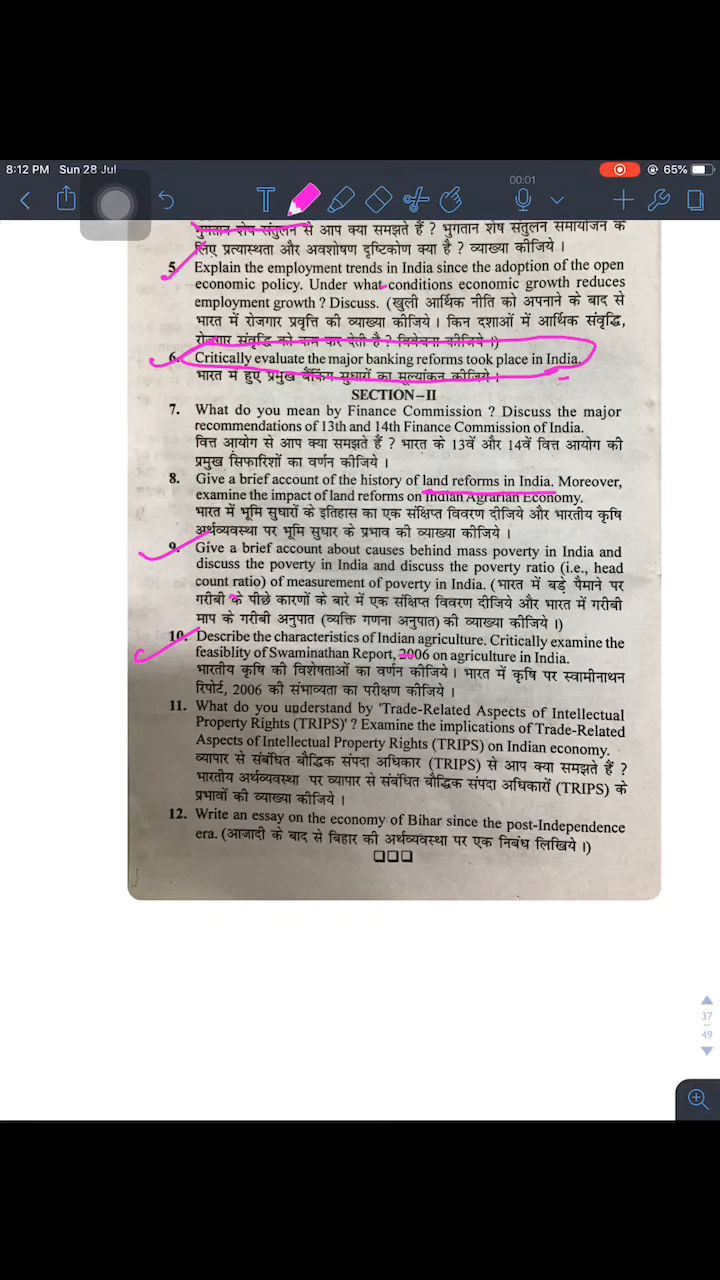 8:12 PM Sun 28 Jul
65%
00:01
T
भुगतान शेष संतुलन से आप क्या समझते हैं ? भुगतान शेष संतुलन समायोजन के
लिए प्रत्यास्थता और अवशोषण दृष्टिकोण क्या है ? व्याख्या कीजिये ।
5. Explain the employment trends in India since the adoption of the open
economic policy. Under what conditions economic growth reduces
employment growth ? Discuss. (खुली आर्थिक नीति को अपनाने के बाद से
भारत में रोजगार प्रवृत्ति की व्याख्या कीजिये । किन दशाओं में आर्थिक संवृद्धि,
रोजगार संवृद्धि को कम कर देती है ? विवेचना कीजिये ।)
6. Critically evaluate the major banking reforms took place in India.
भारत में हुए प्रमुख बैंकिंग सुधारों का मूल्यांकन कीजिये ।
SECTION–II
7. What do you mean by Finance Commission ? Discuss the major
recommendations of 13th and 14th Finance Commission of India.
वित्त आयोग से आप क्या समझते हैं ? भारत के 13वें और 14वें वित्त आयोग की
प्रमुख सिफारिशों का वर्णन कीजिये ।
8. Give a brief account of the history of land reforms in India. Moreover,
examine the impact of land reforms on Indian Agrarian Economy.
भारत में भूमि सुधारों के इतिहास का एक संक्षिप्त विवरण दीजिये और भारतीय कृषि
अर्थव्यवस्था पर भूमि सुधार के प्रभाव की व्याख्या कीजिये ।
9. Give a brief account about causes behind mass poverty in India and
discuss the poverty in India and discuss the poverty ratio (i.e., head
count ratio) of measurement of poverty in India. (भारत में बड़े पैमाने पर
गरीबी के पीछे कारणों के बारे में एक संक्षिप्त विवरण दीजिये और भारत में गरीबी
माप के गरीबी अनुपात (व्यक्ति गणना अनुपात) की व्याख्या कीजिये ।)
10. Describe the characteristics of Indian agriculture. Critically examine the
feasiblity of Swaminathan Report, 2006 on agriculture in India.
भारतीय कृषि की विशेषताओं का वर्णन कीजिये । भारत में कृषि पर स्वामीनाथन
रिपोर्ट, 2006 की संभाव्यता का परीक्षण कीजिये ।
11. What do you understand by 'Trade-Related Aspects of Intellectual
Property Rights (TRIPS)' ? Examine the implications of Trade-Related
Aspects of Intellectual Property Rights (TRIPS) on Indian economy.
व्यापार से संबंधित बौद्धिक संपदा अधिकार (TRIPS) से आप क्या समझते हैं ?
भारतीय अर्थव्यवस्था पर व्यापार से संबंधित बौद्धिक संपदा अधिकारों (TRIPS) के
प्रभावों की व्याख्या कीजिये ।
12. Write an essay on the economy of Bihar since the post-Independence
era. (आजादी के बाद से बिहार की अर्थव्यवस्था पर एक निबंध लिखिये ।)
37
49